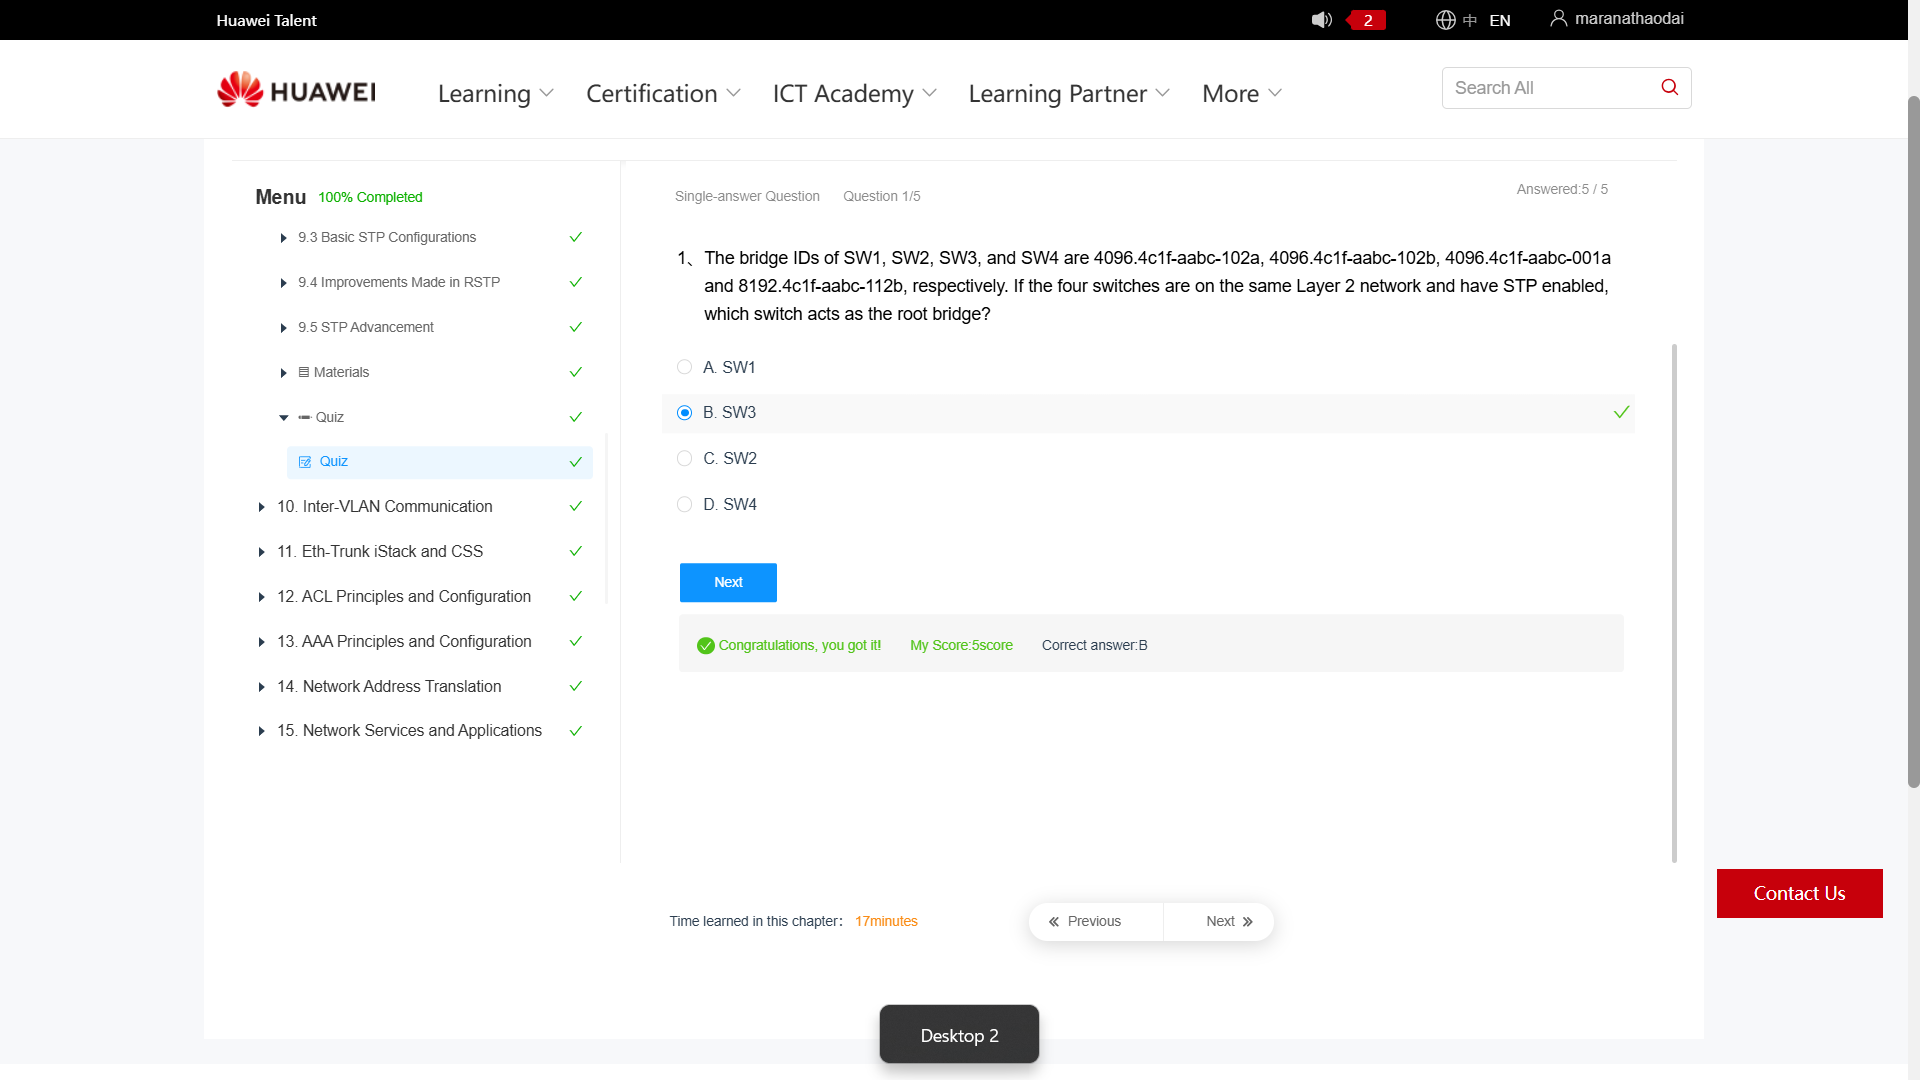 Huawei Talent
2
中 EN
maranathaodai
HUAWEI
Learning
Certification
ICT Academy
Learning Partner
More
Search All
Menu 100% Completed
9.3 Basic STP Configurations
9.4 Improvements Made in RSTP
9.5 STP Advancement
Materials
Quiz
Quiz
10. Inter-VLAN Communication
11. Eth-Trunk iStack and CSS
12. ACL Principles and Configuration
13. AAA Principles and Configuration
14. Network Address Translation
15. Network Services and Applications
Single-answer Question Question 1/5
Answered:5 / 5
1、 The bridge IDs of SW1, SW2, SW3, and SW4 are 4096.4c1f-aabc-102a, 4096.4c1f-aabc-102b, 4096.4c1f-aabc-001a
and 8192.4c1f-aabc-112b, respectively. If the four switches are on the same Layer 2 network and have STP enabled,
which switch acts as the root bridge?
A. SW1
B. SW3
C. SW2
D. SW4
Next
Congratulations, you got it! My Score:5score Correct answer:B
Time learned in this chapter： 17minutes
Previous
Next
Contact Us
Desktop 2